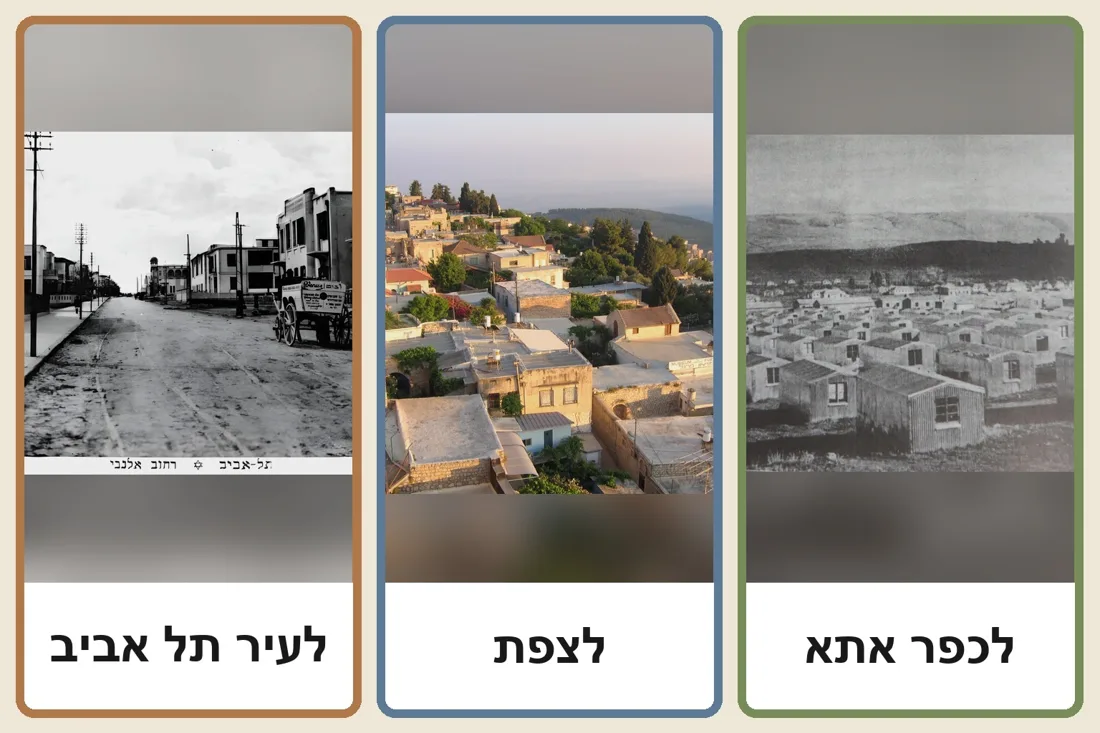 לכפר אתא
לצפת
תל-אביב ✡ רחוב אלנבי
לעיר תל אביב